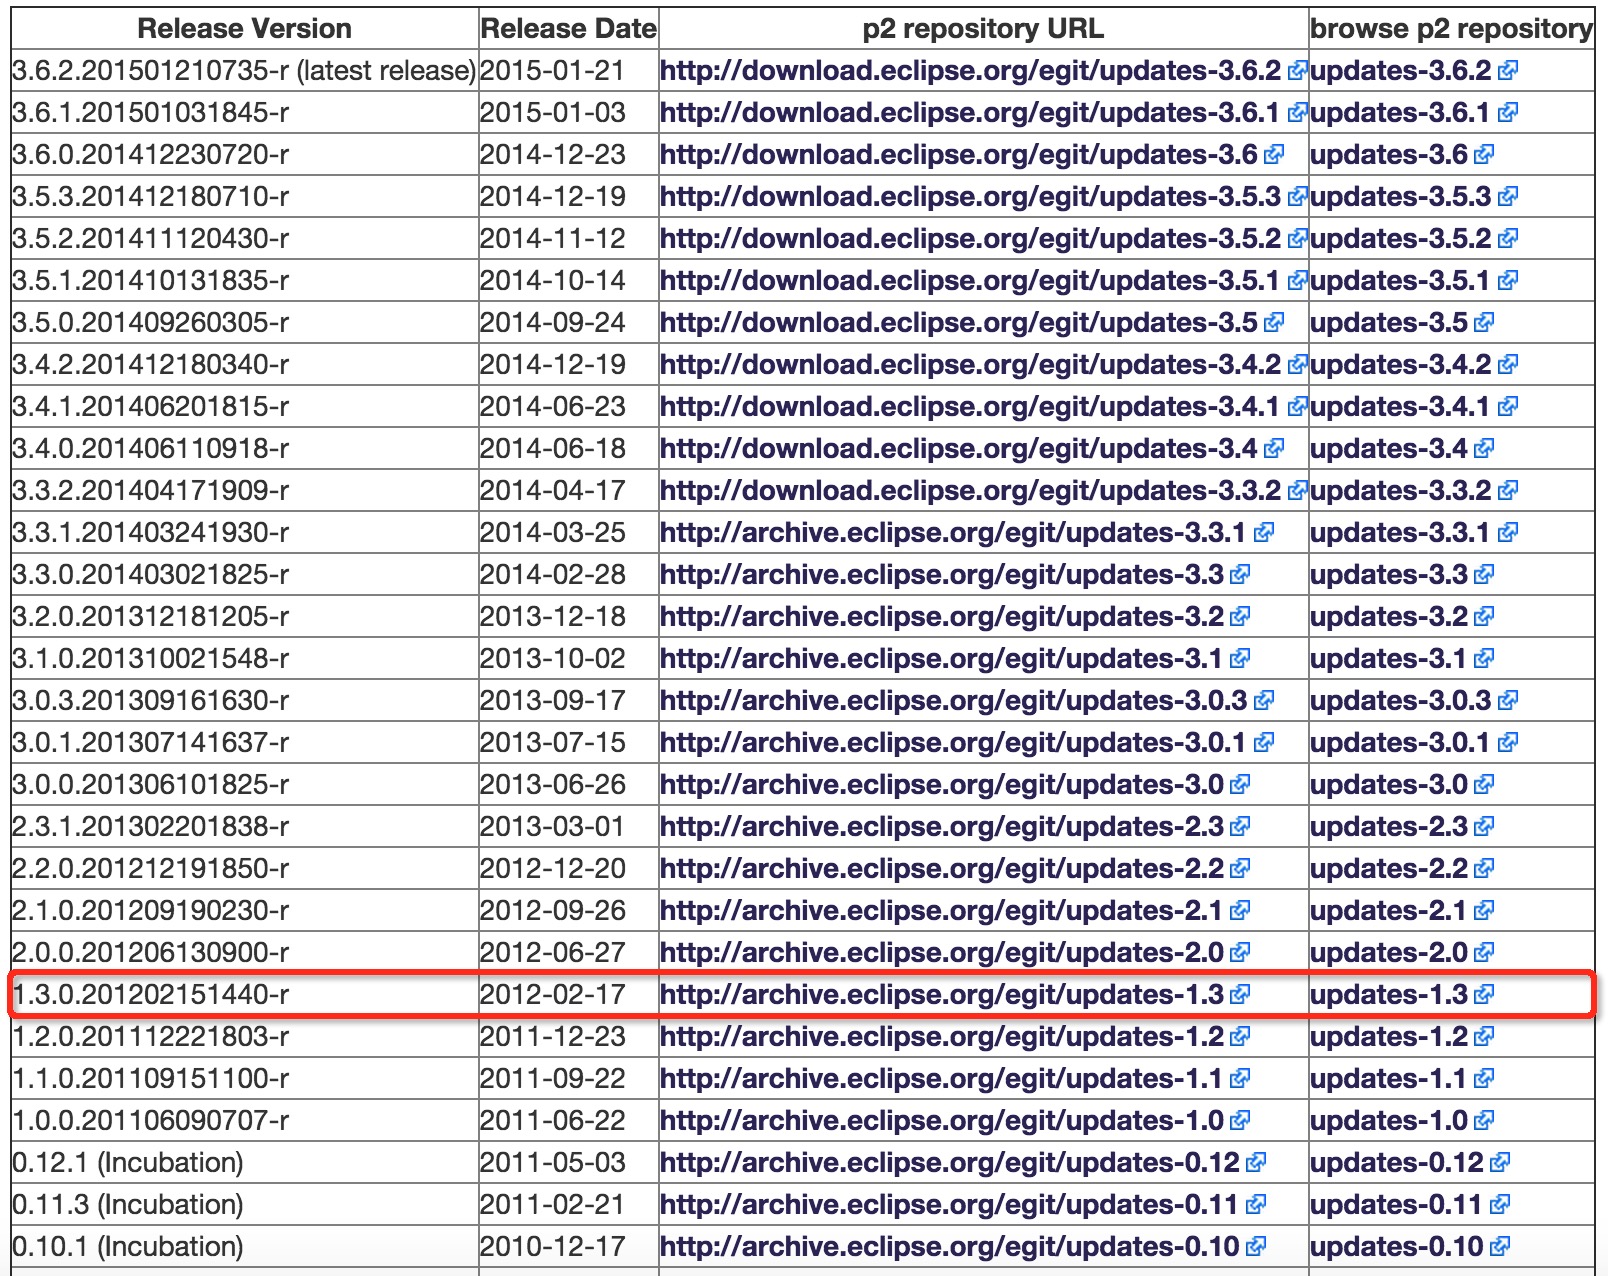 Release Version Release Date p2 repository URL browse p2 repository
3.6.2.201501210735-r (latest release) 2015-01-21 http://download.eclipse.org/egit/updates-3.6.2 updates-3.6.2
3.6.1.201501031845-r 2015-01-03 http://download.eclipse.org/egit/updates-3.6.1 updates-3.6.1
3.6.0.201412230720-r 2014-12-23 http://download.eclipse.org/egit/updates-3.6 updates-3.6
3.5.3.201412180710-r 2014-12-19 http://download.eclipse.org/egit/updates-3.5.3 updates-3.5.3
3.5.2.201411120430-r 2014-11-12 http://download.eclipse.org/egit/updates-3.5.2 updates-3.5.2
3.5.1.201410131835-r 2014-10-14 http://download.eclipse.org/egit/updates-3.5.1 updates-3.5.1
3.5.0.201409260305-r 2014-09-24 http://download.eclipse.org/egit/updates-3.5 updates-3.5
3.4.2.201412180340-r 2014-12-19 http://download.eclipse.org/egit/updates-3.4.2 updates-3.4.2
3.4.1.201406201815-r 2014-06-23 http://download.eclipse.org/egit/updates-3.4.1 updates-3.4.1
3.4.0.201406110918-r 2014-06-18 http://download.eclipse.org/egit/updates-3.4 updates-3.4
3.3.2.201404171909-r 2014-04-17 http://download.eclipse.org/egit/updates-3.3.2 updates-3.3.2
3.3.1.201403241930-r 2014-03-25 http://archive.eclipse.org/egit/updates-3.3.1 updates-3.3.1
3.3.0.201403021825-r 2014-02-28 http://archive.eclipse.org/egit/updates-3.3 updates-3.3
3.2.0.201312181205-r 2013-12-18 http://archive.eclipse.org/egit/updates-3.2 updates-3.2
3.1.0.201310021548-r 2013-10-02 http://archive.eclipse.org/egit/updates-3.1 updates-3.1
3.0.3.201309161630-r 2013-09-17 http://archive.eclipse.org/egit/updates-3.0.3 updates-3.0.3
3.0.1.201307141637-r 2013-07-15 http://archive.eclipse.org/egit/updates-3.0.1 updates-3.0.1
3.0.0.201306101825-r 2013-06-26 http://archive.eclipse.org/egit/updates-3.0 updates-3.0
2.3.1.201302201838-r 2013-03-01 http://archive.eclipse.org/egit/updates-2.3 updates-2.3
2.2.0.201212191850-r 2012-12-20 http://archive.eclipse.org/egit/updates-2.2 updates-2.2
2.1.0.201209190230-r 2012-09-26 http://archive.eclipse.org/egit/updates-2.1 updates-2.1
2.0.0.201206130900-r 2012-06-27 http://archive.eclipse.org/egit/updates-2.0 updates-2.0
1.3.0.201202151440-r 2012-02-17 http://archive.eclipse.org/egit/updates-1.3 updates-1.3
1.2.0.201112221803-r 2011-12-23 http://archive.eclipse.org/egit/updates-1.2 updates-1.2
1.1.0.201109151100-r 2011-09-22 http://archive.eclipse.org/egit/updates-1.1 updates-1.1
1.0.0.201106090707-r 2011-06-22 http://archive.eclipse.org/egit/updates-1.0 updates-1.0
0.12.1 (Incubation) 2011-05-03 http://archive.eclipse.org/egit/updates-0.12 updates-0.12
0.11.3 (Incubation) 2011-02-21 http://archive.eclipse.org/egit/updates-0.11 updates-0.11
0.10.1 (Incubation) 2010-12-17 http://archive.eclipse.org/egit/updates-0.10 updates-0.10